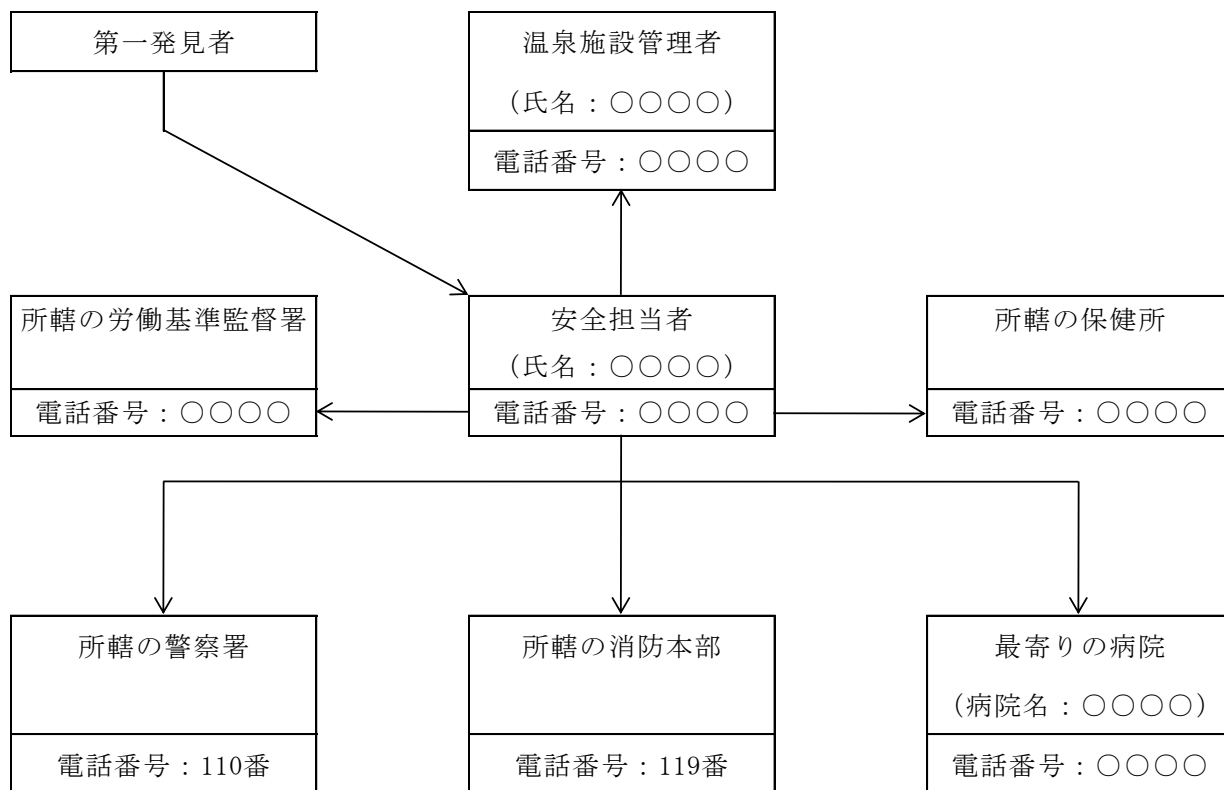 第一発見者
温泉施設管理者
(氏名：○○○○)
電話番号：○○○○
所轄の労働基準監督署
電話番号：○○○○
安全担当者
(氏名：○○○○)
電話番号：○○○○
所轄の保健所
電話番号：○○○○
所轄の警察署
電話番号：110番
所轄の消防本部
電話番号：119番
最寄りの病院
(病院名：○○○○)
電話番号：○○○○